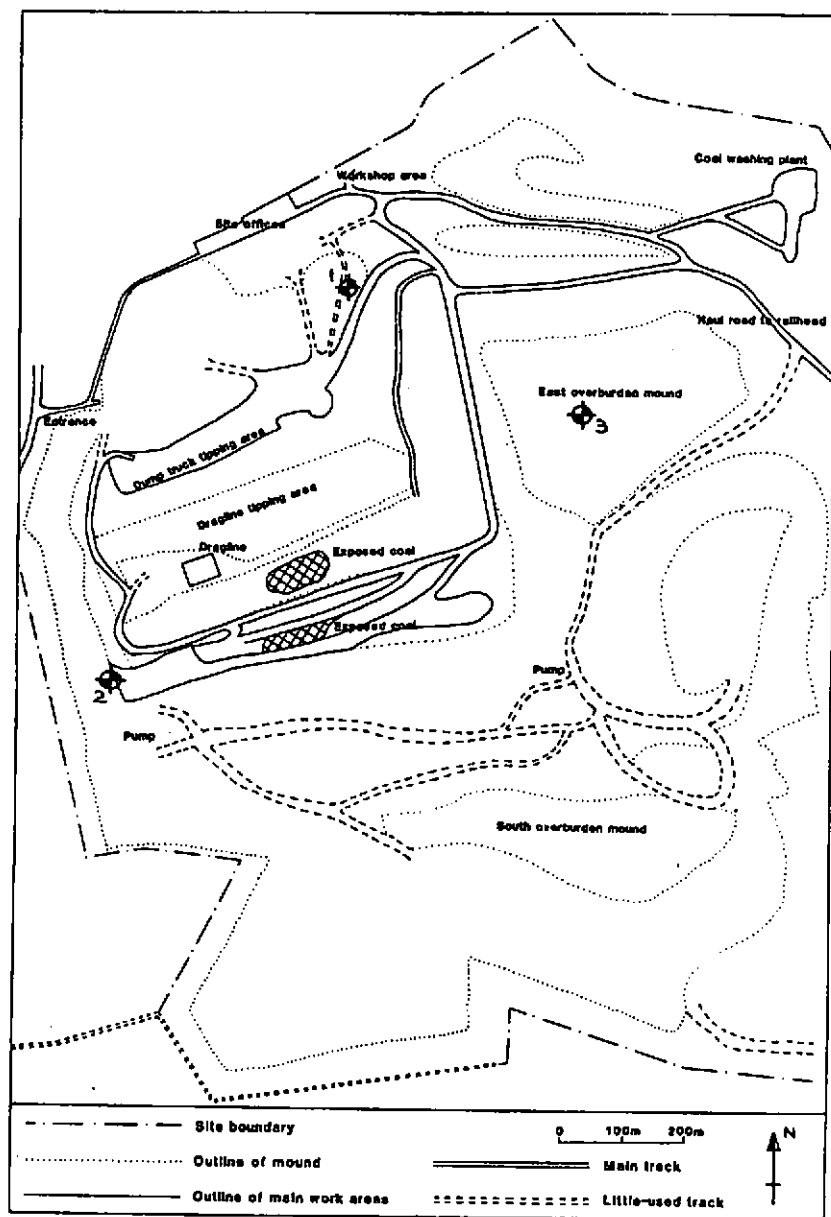 Coal washing plant
Workshop area
Site offices
1
Haul road to railhead
East overburden mound
3
Entrance
Dump truck tipping area
Dragline tipping area
Dragline
Exposed coal
Exposed coal
2
Pump
Pump
South overburden mound
Site boundary
0 100m 200m
N
Outline of mound
Main track
Outline of main work areas
Little-used track